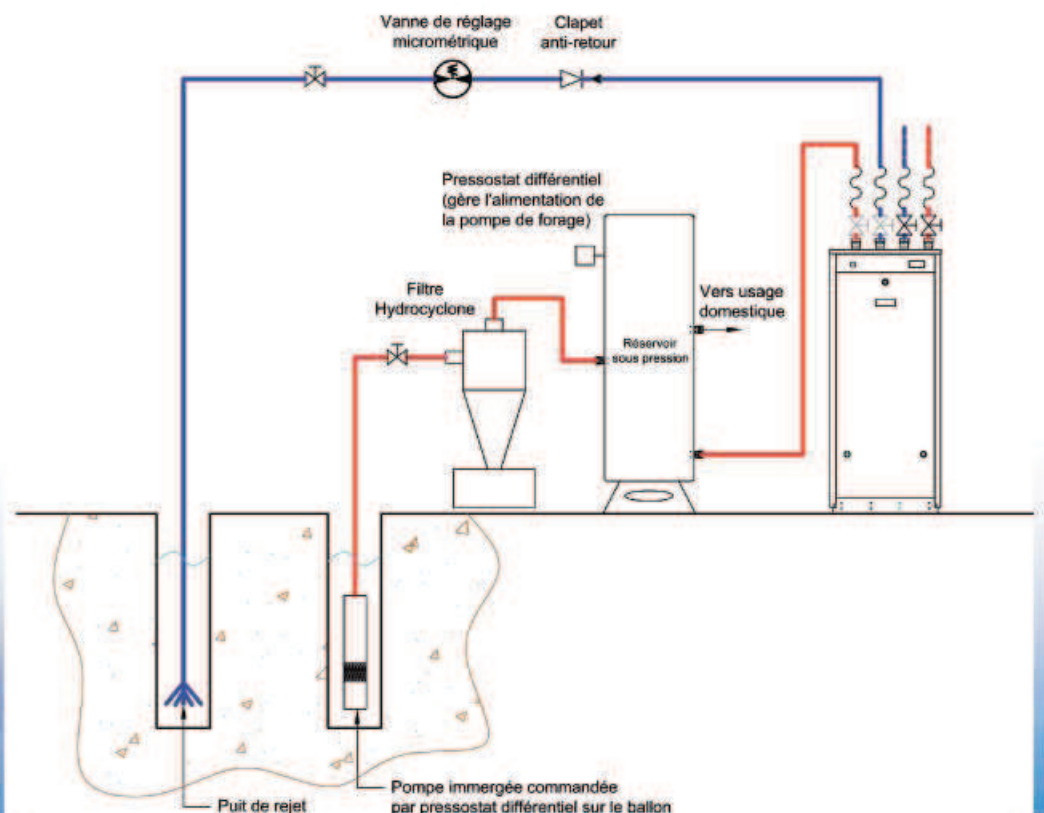 Vanne de réglage
micrométrique
Clapet
anti-retour
Pressostat différentiel
(gère l'alimentation de
la pompe de forage)
Filtre
Hydrocyclone
Vers usage
domestique
Réservoir
sous pression
Puit de rejet
Pompe immergée commandée
par pressostat différentiel sur le ballon